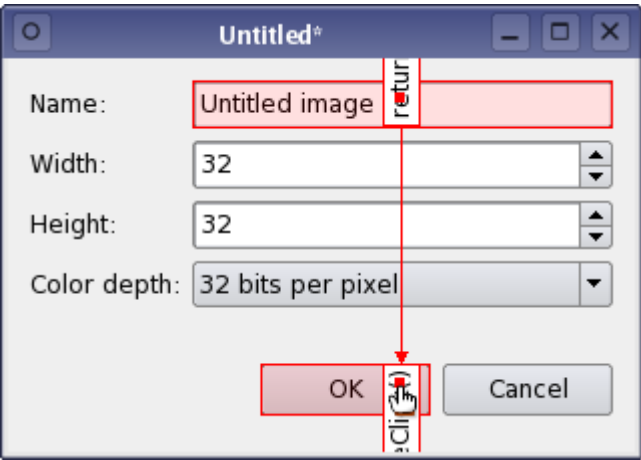 Untitled*
Name: Untitled image
Width: 32
Height: 32
Color depth: 32 bits per pixel
OK Cancel